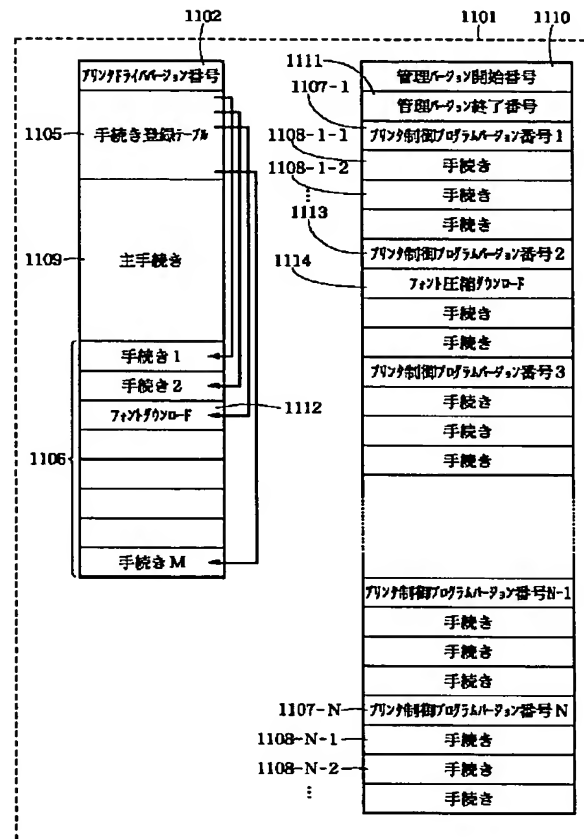 1102
1101
1110
プリンタドライババージョン番号
1105
手続き登録テーブル
1109
主手続き
手続き1
手続き2
フォントダウンロード
1112
1106
手続きM
1111
1107-1
1108-1-1
1108-1-2
⋮
1113
1114
管理バージョン開始番号
管理バージョン終了番号
プリンタ制御プログラムバージョン番号1
手続き
手続き
手続き
プリンタ制御プログラムバージョン番号2
フォント圧縮ダウンロード
手続き
手続き
プリンタ制御プログラムバージョン番号3
手続き
手続き
手続き
プリンタ制御プログラムバージョン番号N-1
手続き
手続き
手続き
1107-N
プリンタ制御プログラムバージョン番号N
1108-N-1
手続き
1108-N-2
手続き
⋮
手続き